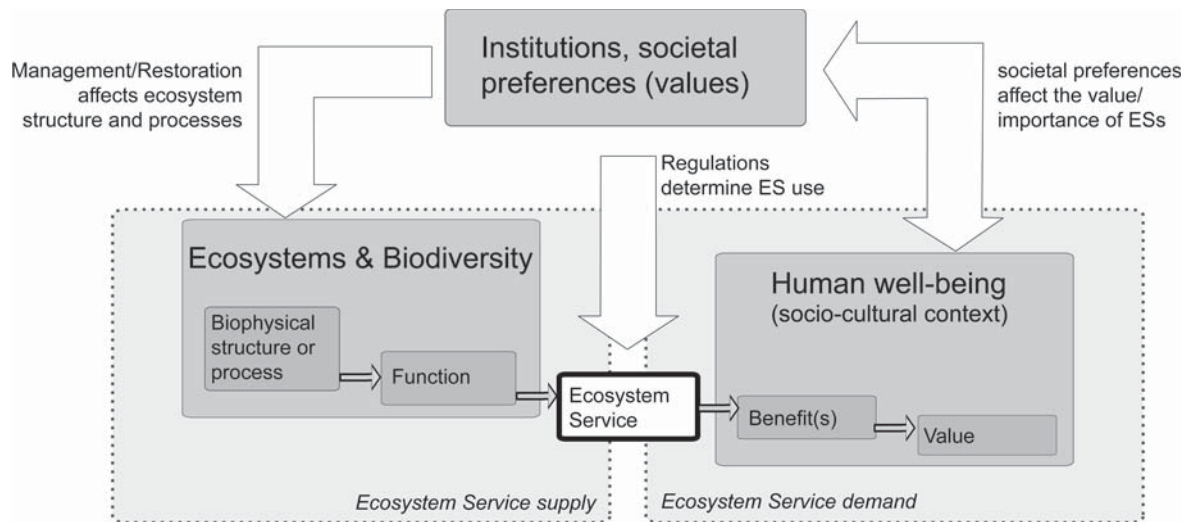 Institutions, societal
preferences (values)
Management/Restoration
affects ecosystem
structure and processes
societal preferences
affect the value/
importance of ESs
Regulations
determine ES use
Ecosystems & Biodiversity
Biophysical
structure or
process
Function
Ecosystem
Service
Human well-being
(socio-cultural context)
Benefit(s)
Value
Ecosystem Service supply
Ecosystem Service demand